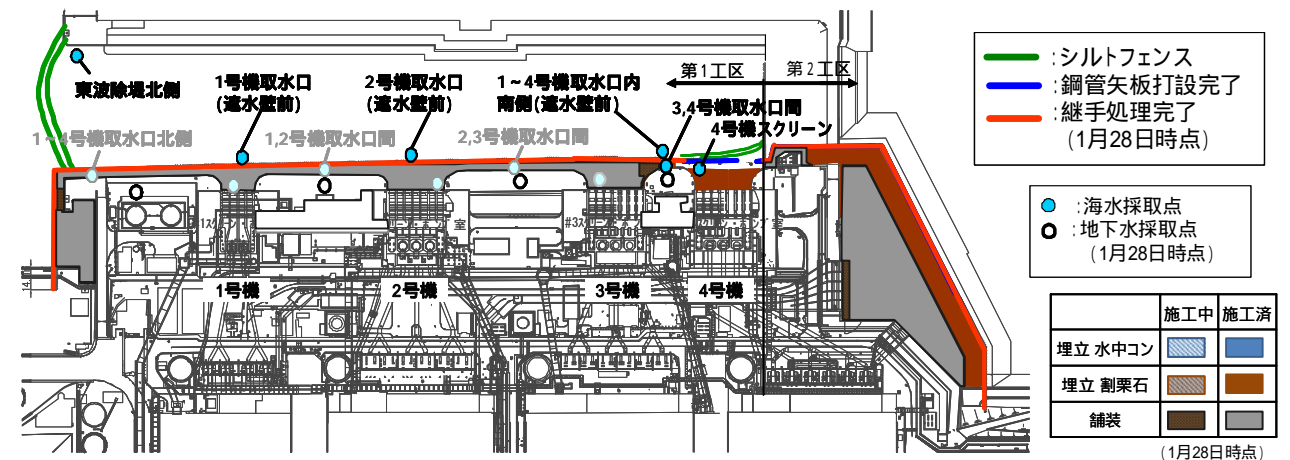 東波除堤北側
1号機取水口
(遮水壁前)
2号機取水口
(遮水壁前)
1~4号機取水口内
南側(遮水壁前)
第1工区
第2工区
3,4号機取水口間
4号機スクリーン
1~4号機取水口北側
1,2号機取水口間
2,3号機取水口間
室
1号機
2号機
3号機
4号機
:シルトフェンス
:鋼管矢板打設完了
:継手処理完了
(1月28日時点)
:海水採取点
:地下水採取点
(1月28日時点)
施工中 施工済
埋立 水中コン
埋立 割栗石
舗装
(1月28日時点)